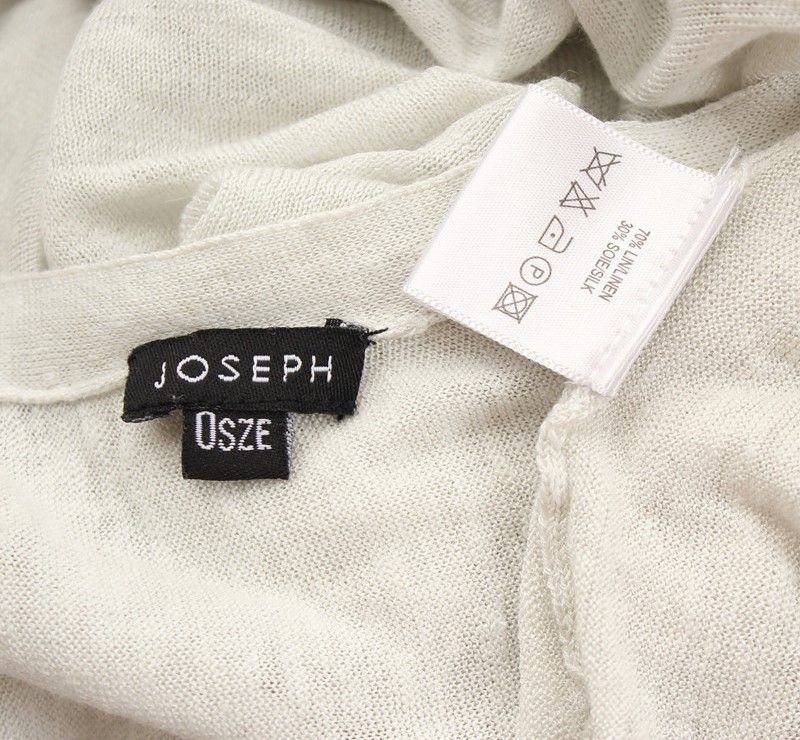 JOSEPH
OSZE
70% LIN/LINEN
30% SOIE/SILK
P